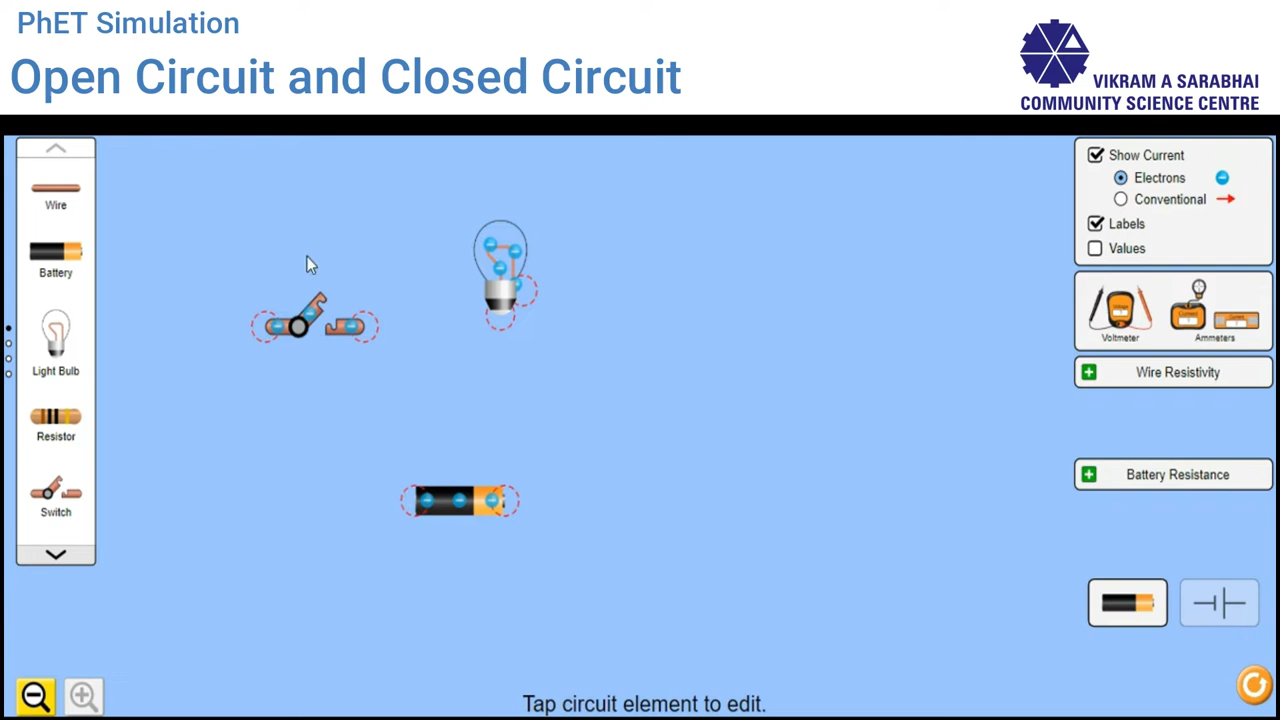 PhET Simulation
Open Circuit and Closed Circuit
VIKRAM A SARABHAI
COMMUNITY SCIENCE CENTRE
Wire
Battery
Light Bulb
Resistor
Switch
Show Current
Electrons
Conventional
Labels
Values
Voltmeter
Ammeters
Wire Resistivity
Battery Resistance
Tap circuit element to edit.